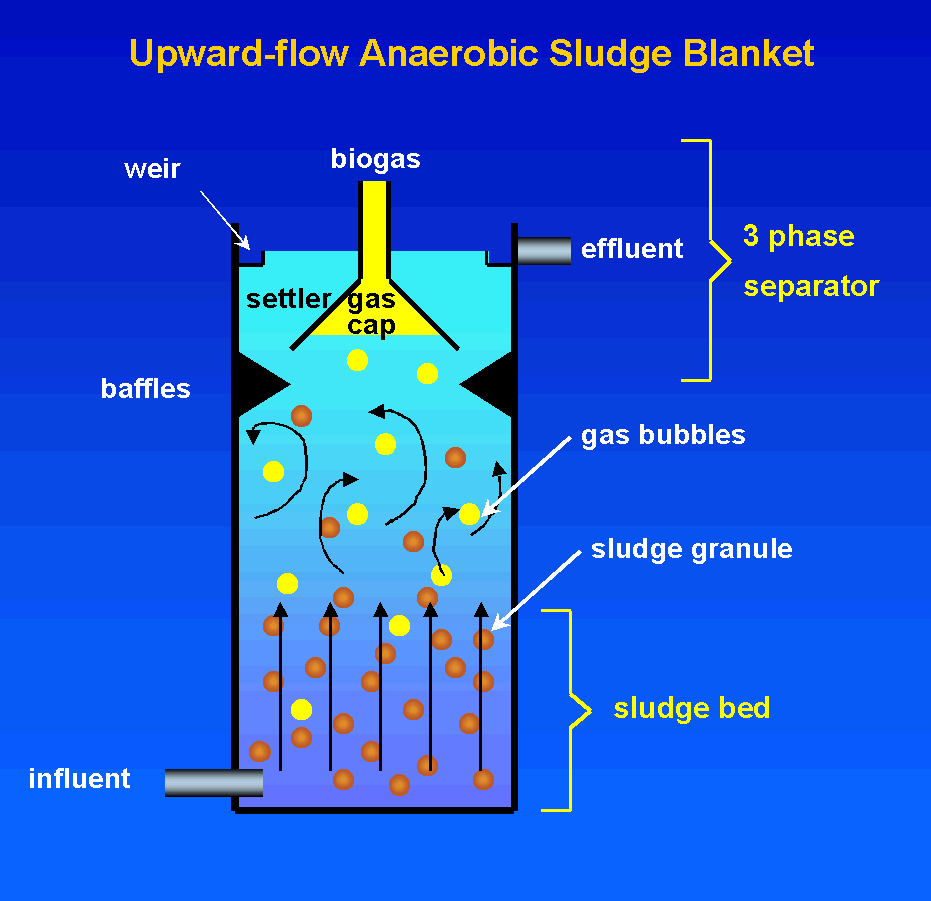 Upward-flow Anaerobic Sludge Blanket
biogas
weir
3 phase
separator
effluent
settler
gas
cap
baffles
gas bubbles
sludge granule
sludge bed
influent